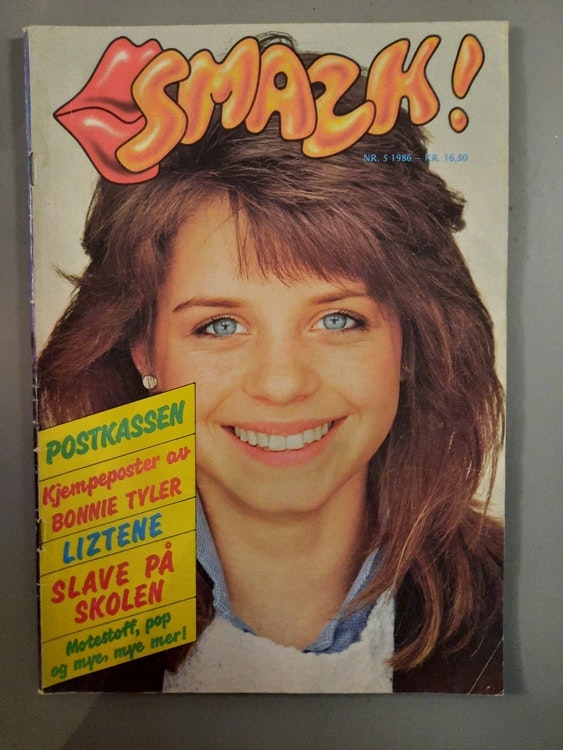 SMAZH!
NR. 5 1986 – KR. 16,50
POSTKASSEN
Kjempeposter av
BONNIE TYLER
LIZTENE
SLAVE PÅ
SKOLEN
Motestoff, pop
og mye, mye mer!